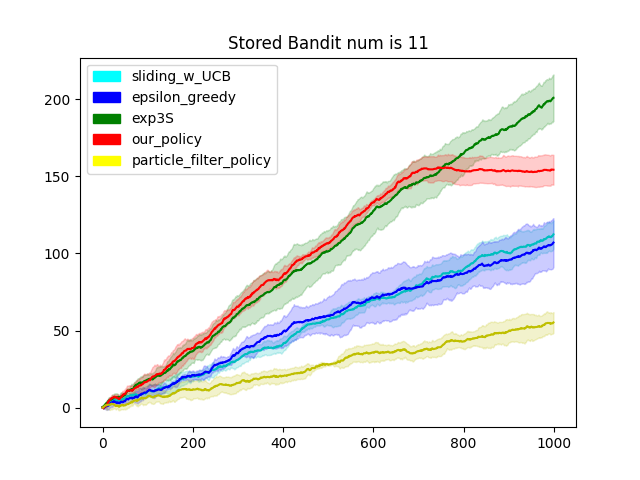 Stored Bandit num is 11
sliding_w_UCB
epsilon_greedy
exp3S
our_policy
particle_filter_policy
200
150
100
50
0
0 200 400 600 800 1000